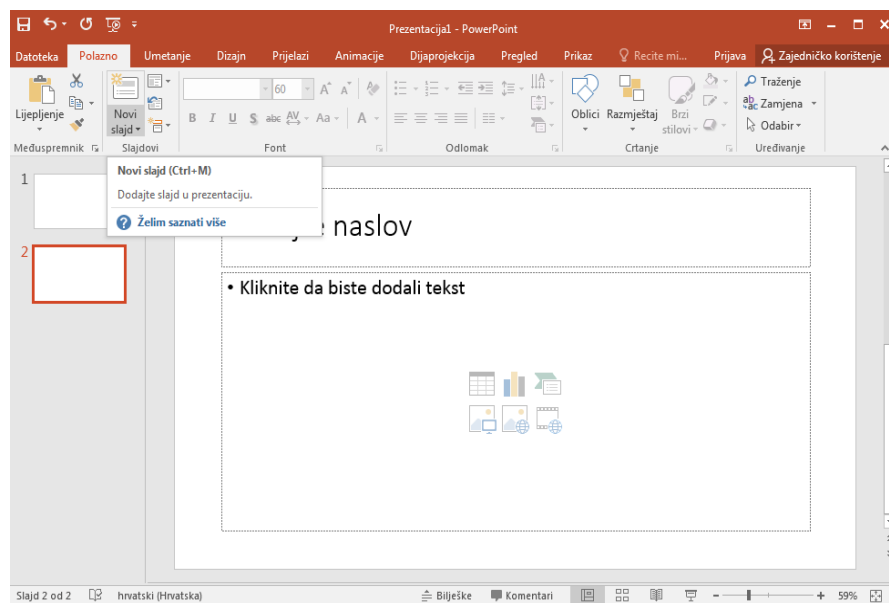 Prezentacija1 - PowerPoint
Datoteka Polazno Umetanje Dizajn Prijelazi Animacije Dijaprojekcija Pregled Prikaz Recite mi... Prijava Zajedničko korištenje
Lijepljenje
Novi
slajd
60
A A
B I U S abc AV Aa A
Oblici
Razmještaj
Brzi
stilovi
Traženje
Zamjena
Odabir
Međuspremnik Slajdovi Font Odlomak Crtanje Uređivanje
Novi slajd (Ctrl+M)
Dodajte slajd u prezentaciju.
Želim saznati više
1
2
naslov
• Kliknite da biste dodali tekst
Slajd 2 od 2 hrvatski (Hrvatska) Bilješke Komentari 59%